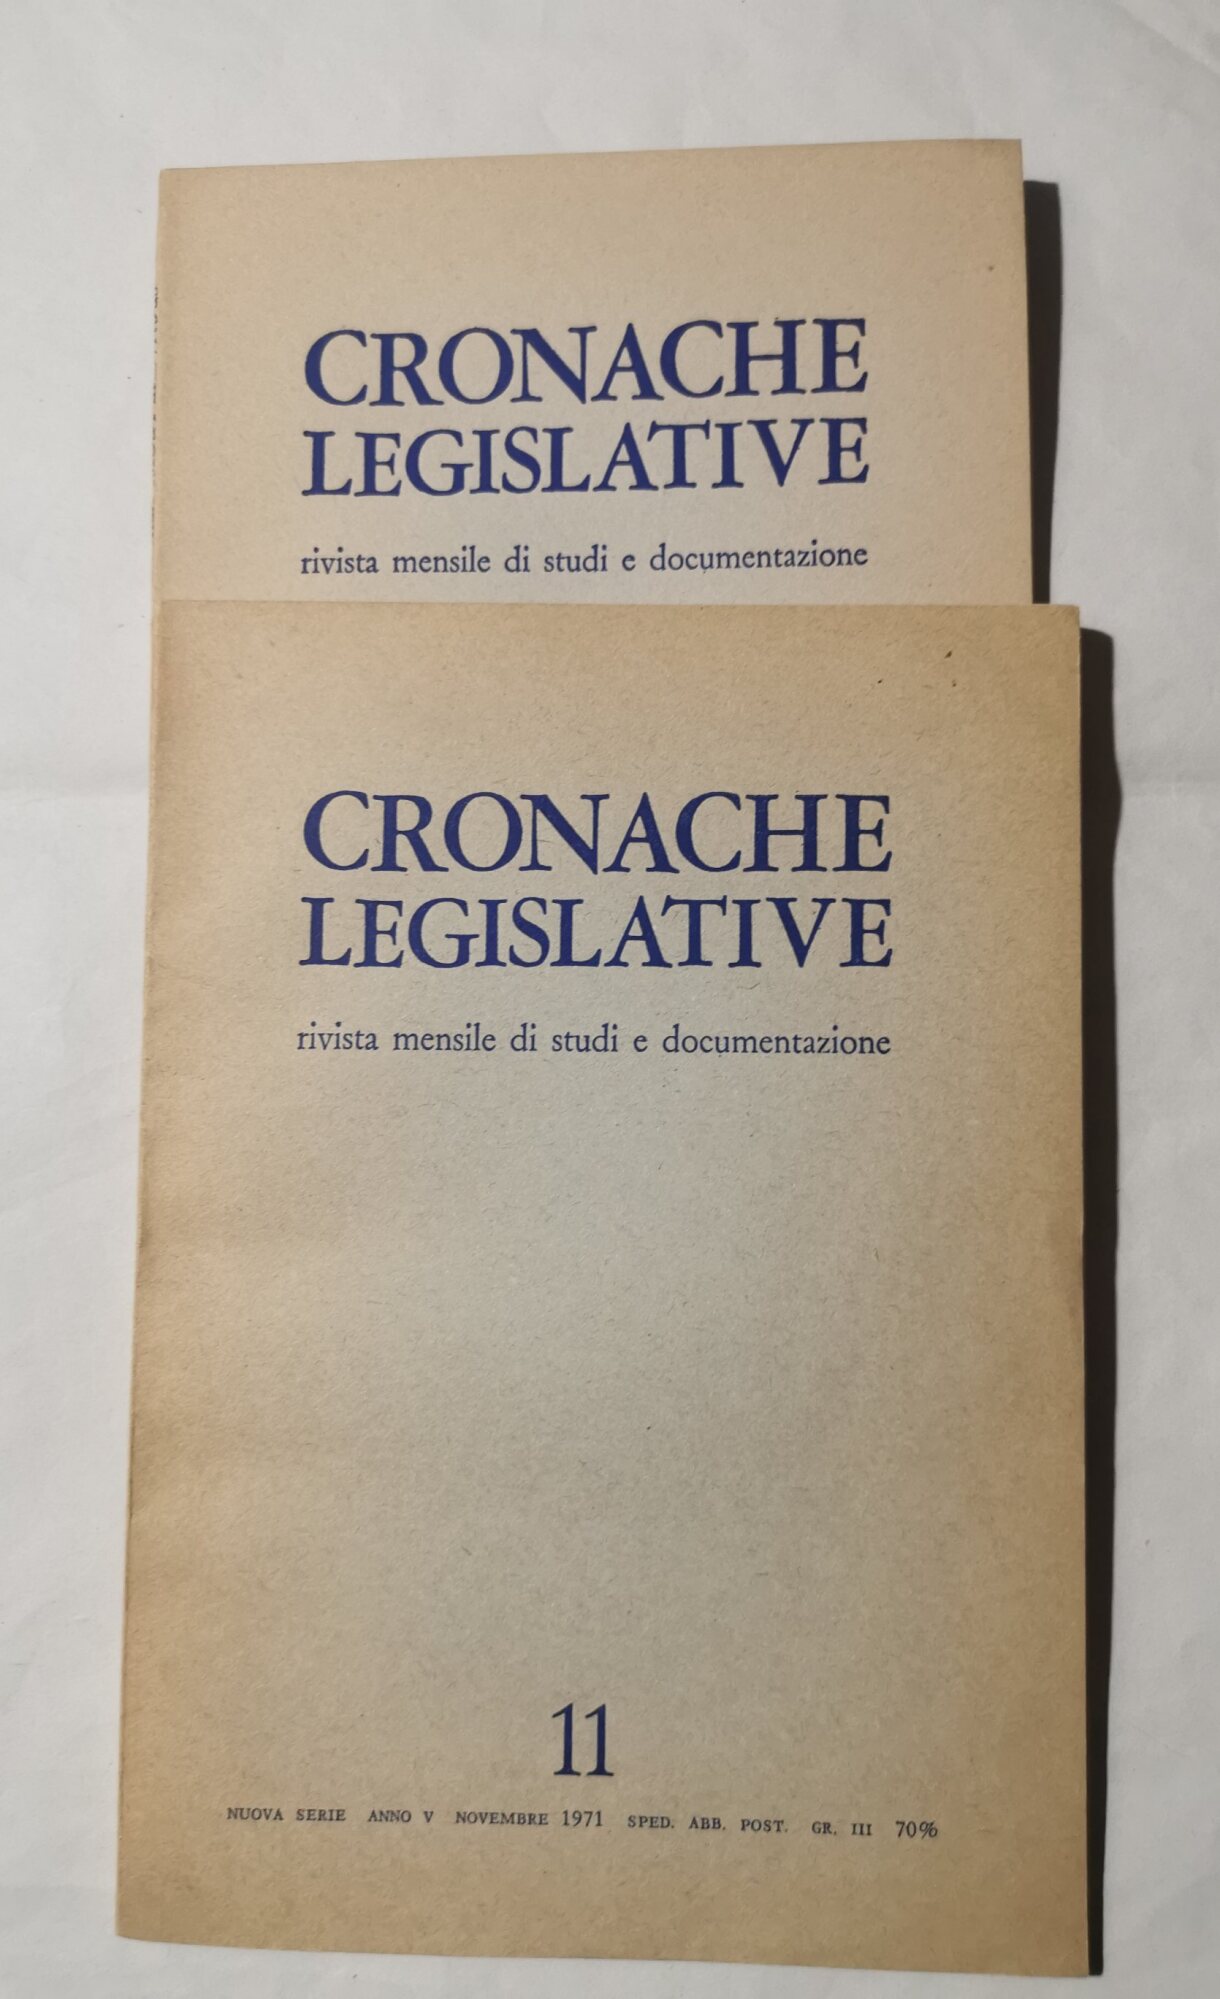 CRONACHE
LEGISLATIVE
rivista mensile di studi e documentazione
CRONACHE
LEGISLATIVE
rivista mensile di studi e documentazione
11
NUOVA SERIE ANNO V NOVEMBRE 1971 SPED. ABB. POST. GR. III 70%